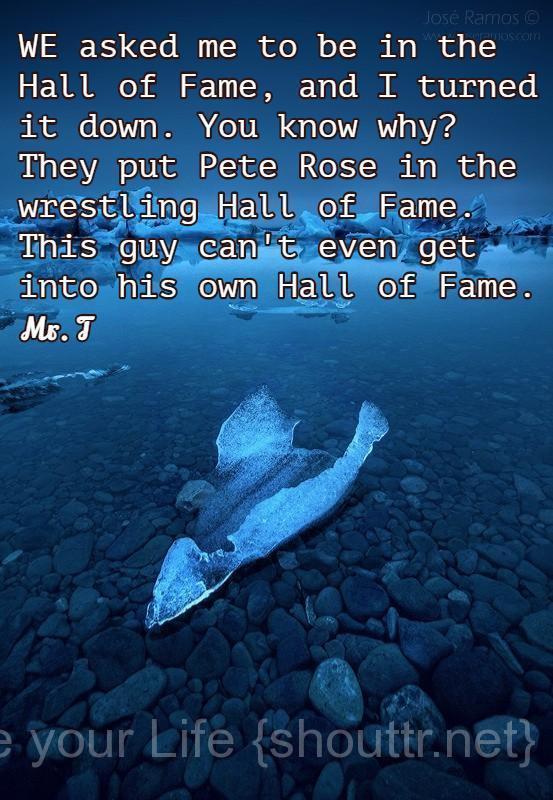 José Ramos ©
WE asked me to be in the
Hall of Fame, and I turned
it down. You know why?
They put Pete Rose in the
wrestling Hall of Fame.
This guy can't even get
into his own Hall of Fame.
Mr.T
e your Life {shouttr.net}